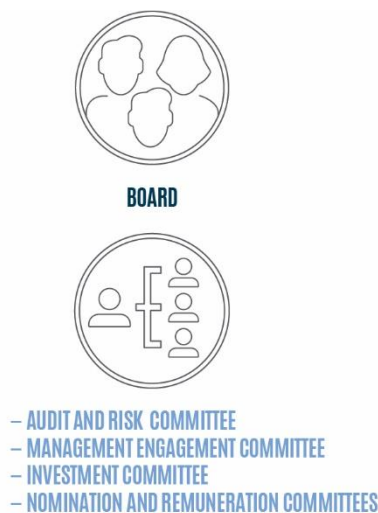 BOARD
– AUDIT AND RISK COMMITTEE
– MANAGEMENT ENGAGEMENT COMMITTEE
– INVESTMENT COMMITTEE
– NOMINATION AND REMUNERATION COMMITTEES